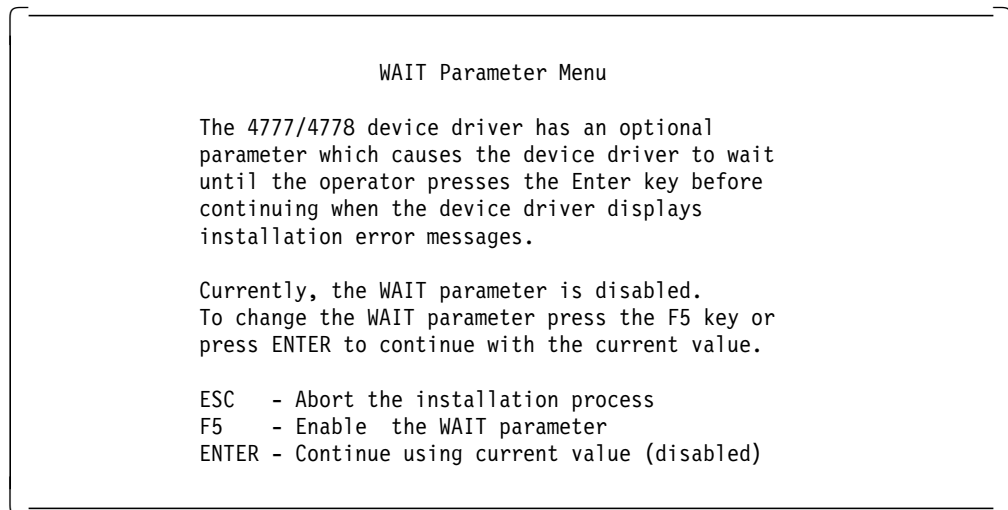 WAIT Parameter Menu
The 4777/4778 device driver has an optional
parameter which causes the device driver to wait
until the operator presses the Enter key before
continuing when the device driver displays
installation error messages.
Currently, the WAIT parameter is disabled.
To change the WAIT parameter press the F5 key or
press ENTER to continue with the current value.
ESC   - Abort the installation process
F5    - Enable  the WAIT parameter
ENTER - Continue using current value (disabled)